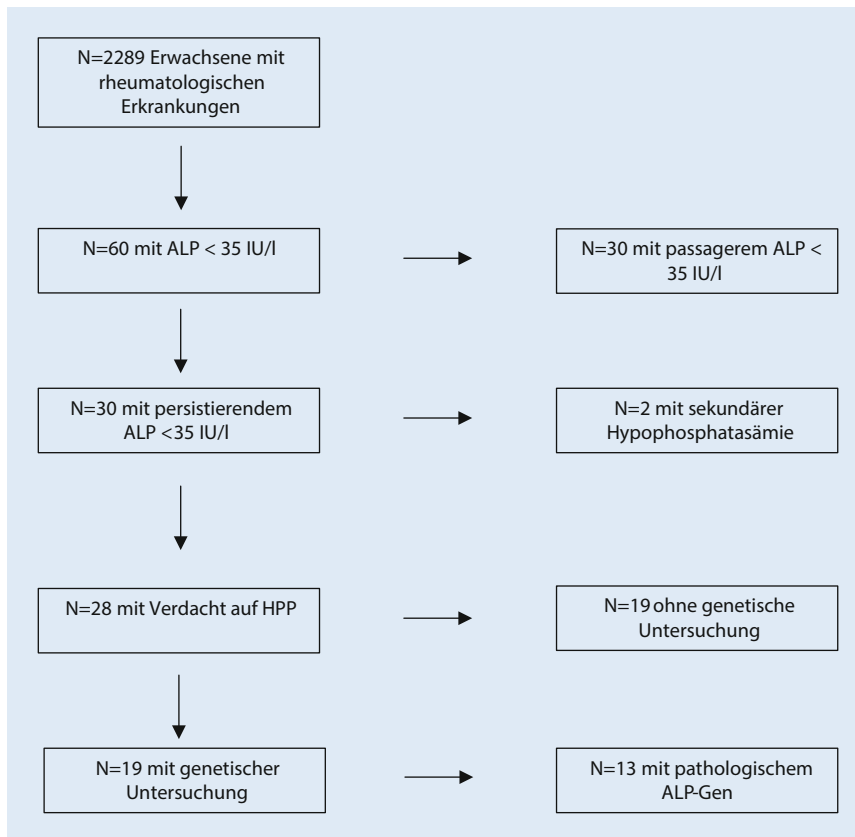 N=2289 Erwachsene mit
rheumatologischen
Erkrankungen
N=60 mit ALP < 35 IU/l
N=30 mit passagerem ALP <
35 IU/l
N=30 mit persistierendem
ALP <35 IU/l
N=2 mit sekundärer
Hypophosphatasämie
N=28 mit Verdacht auf HPP
N=19 ohne genetische
Untersuchung
N=19 mit genetischer
Untersuchung
N=13 mit pathologischem
ALP-Gen